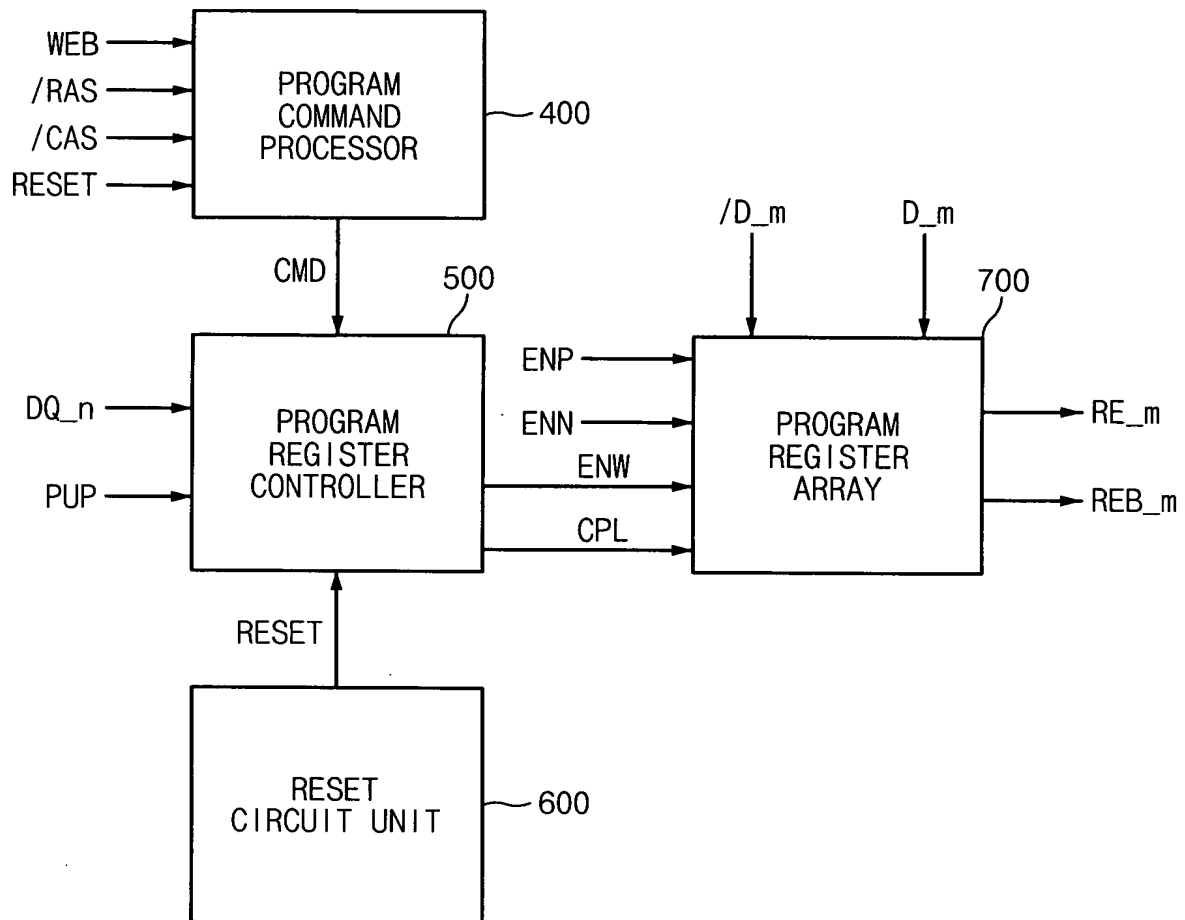 WEB
/RAS
/CAS
RESET
PROGRAM
COMMAND
PROCESSOR
400
CMD
/D_m
D_m
500
700
DQ_n
PUP
PROGRAM
REGISTER
CONTROLLER
ENP
ENN
ENW
CPL
PROGRAM
REGISTER
ARRAY
RE_m
REB_m
RESET
RESET
CIRCUIT UNIT
600